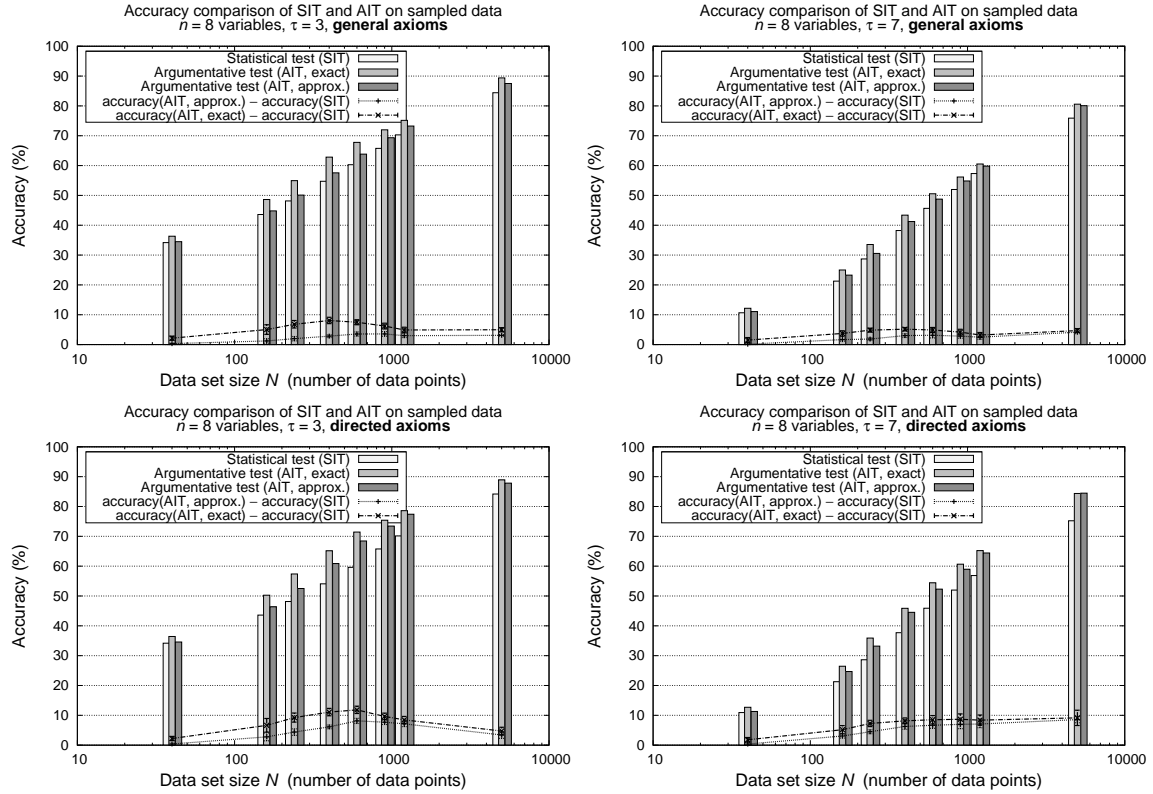 Accuracy comparison of SIT and AIT on sampled data
n = 8 variables, τ = 3, general axioms
Accuracy (%)
100
90
80
70
60
50
40
30
20
10
0
Statistical test (SIT)
Argumentative test (AIT, exact)
Argumentative test (AIT, approx.)
accuracy(AIT, approx.) − accuracy(SIT)
accuracy(AIT, exact) − accuracy(SIT)
10 100 1000 10000
Data set size N (number of data points)
Accuracy comparison of SIT and AIT on sampled data
n = 8 variables, τ = 7, general axioms
Accuracy (%)
100
90
80
70
60
50
40
30
20
10
0
Statistical test (SIT)
Argumentative test (AIT, exact)
Argumentative test (AIT, approx.)
accuracy(AIT, approx.) − accuracy(SIT)
accuracy(AIT, exact) − accuracy(SIT)
10 100 1000 10000
Data set size N (number of data points)
Accuracy comparison of SIT and AIT on sampled data
n = 8 variables, τ = 3, directed axioms
Accuracy (%)
100
90
80
70
60
50
40
30
20
10
0
Statistical test (SIT)
Argumentative test (AIT, exact)
Argumentative test (AIT, approx.)
accuracy(AIT, approx.) − accuracy(SIT)
accuracy(AIT, exact) − accuracy(SIT)
10 100 1000 10000
Data set size N (number of data points)
Accuracy comparison of SIT and AIT on sampled data
n = 8 variables, τ = 7, directed axioms
Accuracy (%)
100
90
80
70
60
50
40
30
20
10
0
Statistical test (SIT)
Argumentative test (AIT, exact)
Argumentative test (AIT, approx.)
accuracy(AIT, approx.) − accuracy(SIT)
accuracy(AIT, exact) − accuracy(SIT)
10 100 1000 10000
Data set size N (number of data points)